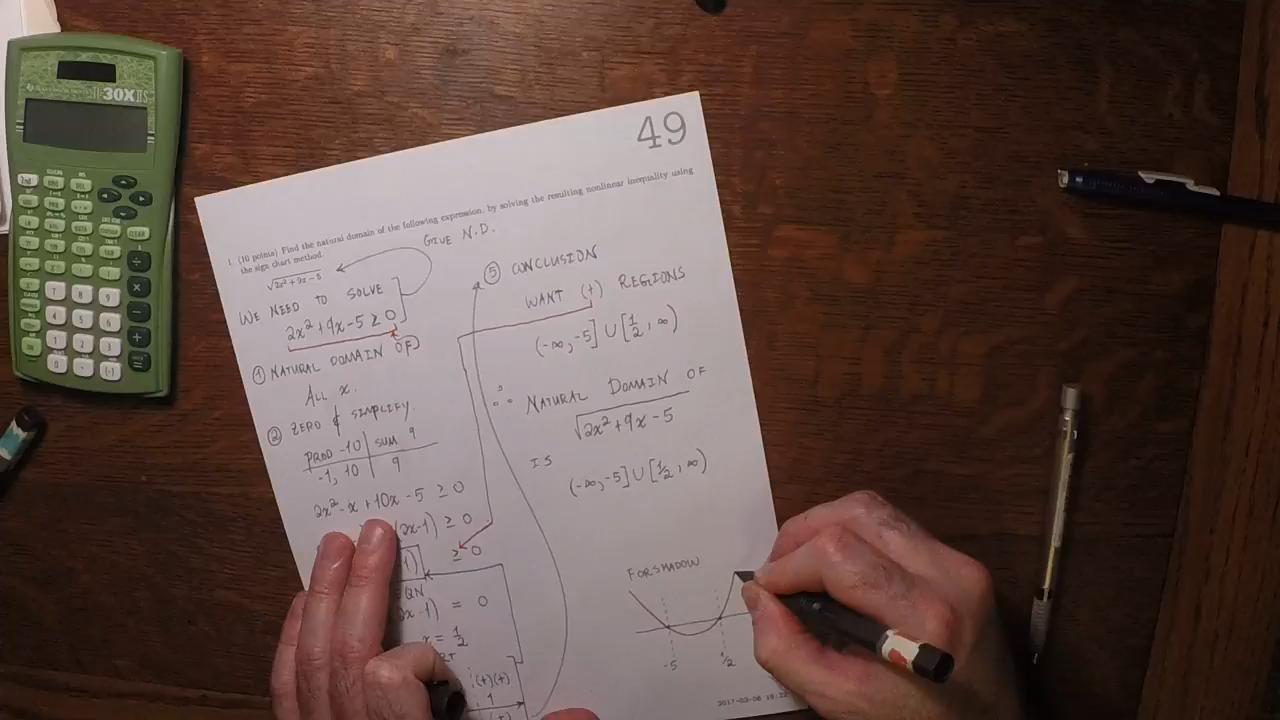 49
1. (10 points) Find the natural domain of the following expression, by solving the resulting nonlinear inequality using
the sign chart method.
√2x² + 9x − 5
GIVE N.D.
WE NEED TO SOLVE
2x² + 9x - 5 ≥ 0
① NATURAL DOMAIN OF
ALL x.
② ZERO & SIMPLIFY.
PROD -10 | SUM 9
-1, 10 | 9
2x² - x + 10x - 5 ≥ 0
(2x-1) ≥ 0
1) ≥ 0
EQN
x-1) = 0
x = 1/2
(+)(+)
1
(+)
⑤ CONCLUSION
WANT (+) REGIONS
(-∞, -5] ∪ [1/2, ∞)
∴ NATURAL DOMAIN OF
√2x² + 9x - 5
IS
(-∞, -5] ∪ [1/2, ∞)
FORSHADOW
-5 1/2
30X IIS